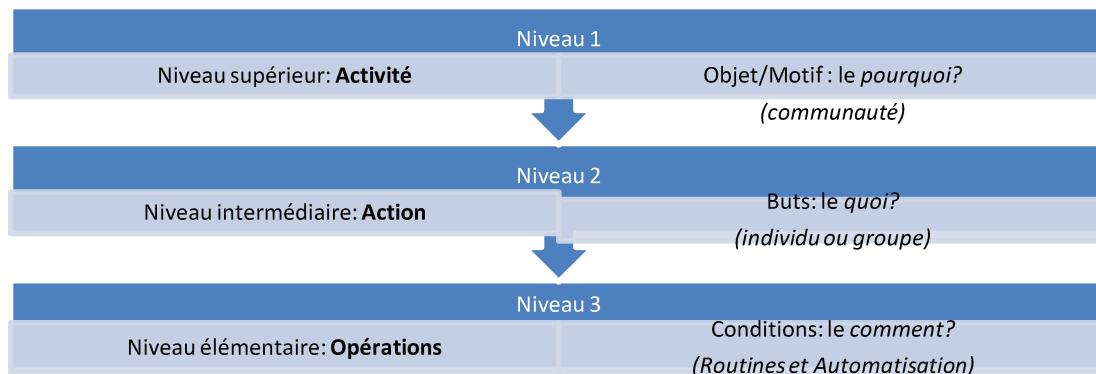 Niveau 1
Niveau supérieur: Activité
Objet/Motif : le pourquoi?
(communauté)
Niveau 2
Niveau intermédiaire: Action
Buts: le quoi?
(individu ou groupe)
Niveau 3
Niveau élémentaire: Opérations
Conditions: le comment?
(Routines et Automatisation)